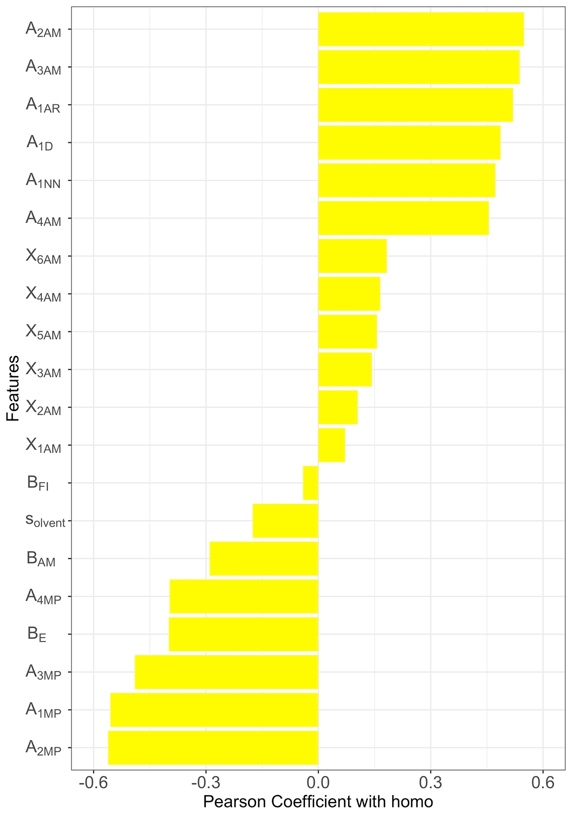 A2AM
A3AM
A1AR
A1D
A1NN
A4AM
X6AM
X4AM
X5AM
X3AM
X2AM
X1AM
BFI
solvent
BAM
A4MP
BE
A3MP
A1MP
A2MP
Features
-0.6 -0.3 0.0 0.3 0.6
Pearson Coefficient with homo